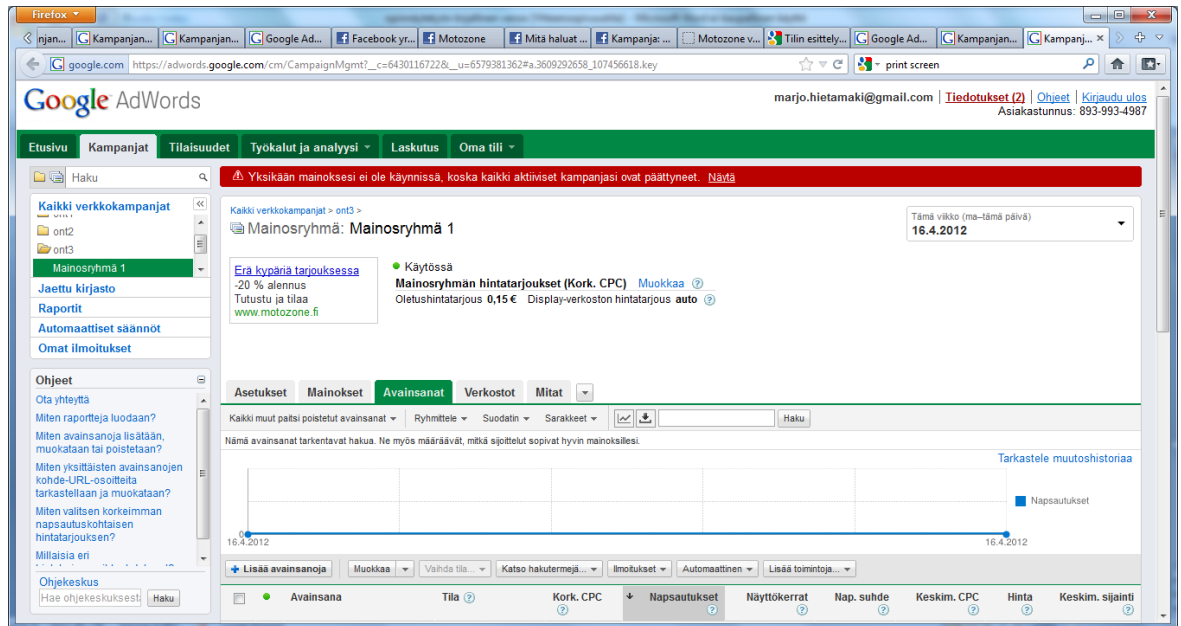 Firefox
njan...
Kampanjan...
Kampanjan...
Google Ad...
Facebook yr...
Motozone
Mitä haluat ...
Kampanja: ...
Motozone v...
Tilin esittely...
Google Ad...
Kampanjan...
Kampanj...
google.com https://adwords.google.com/cm/CampaignMgmt?__c=6430116722&__u=6579381362#a.3609292658_107456618.key
print screen
Google AdWords
marjo.hietamaki@gmail.com | Tiedotukset (2) | Ohjeet | Kirjaudu ulos
Asiakastunnus: 893-993-4987
Etusivu Kampanjat Tilaisuudet Työkalut ja analyysi Laskutus Oma tili
Haku
Yksikään mainoksesi ei ole käynnissä, koska kaikki aktiiviset kampanjasi ovat päättyneet. Näytä
Kaikki verkkokampanjat
ont1
ont2
ont3
Mainosryhmä 1
Jaettu kirjasto
Raportit
Automaattiset säännöt
Omat ilmoitukset
Ohjeet
Ota yhteyttä
Miten raportteja luodaan?
Miten avainsanoja lisätään,
muokataan tai poistetaan?
Miten yksittäisten avainsanojen
kohde-URL-osoitteita
tarkastellaan ja muokataan?
Miten valitsen korkeimman
napsautuskohtaisen
hintatarjouksen?
Millaisia eri
Ohjekeskus
Hae ohjekeskuksesta Haku
Kaikki verkkokampanjat > ont3 >
Mainosryhmä: Mainosryhmä 1
Tämä viikko (ma–tämä päivä)
16.4.2012
Erä kypäriä tarjouksessa
-20 % alennus
Tutustu ja tilaa
www.motozone.fi
Käytössä
Mainosryhmän hintatarjoukset (Kork. CPC) Muokkaa
Oletushintatarjous 0,15 € Display-verkoston hintatarjous auto
Asetukset Mainokset Avainsanat Verkostot Mitat
Kaikki muut paitsi poistetut avainsanat Ryhmittele Suodatin Sarakkeet Haku
Nämä avainsanat tarkentavat hakua. Ne myös määräävät, mitkä sijoittelut sopivat hyvin mainoksillesi.
Tarkastele muutoshistoriaa
Napsautukset
0
16.4.2012 16.4.2012
Lisää avainsanoja Muokkaa Vaihda tila... Katso hakutermejä... Ilmoitukset Automaattinen Lisää toimintoja...
Avainsana Tila Kork. CPC Napsautukset Näyttökerrat Nap. suhde Keskim. CPC Hinta Keskim. sijainti